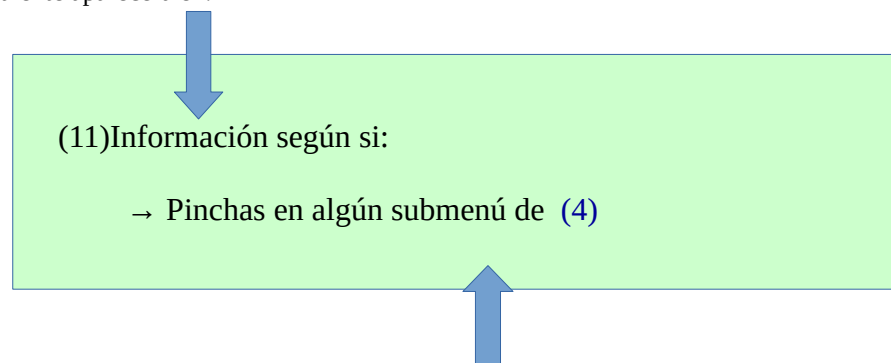 (11)Información según si:
→ Pinchas en algún submenú de (4)